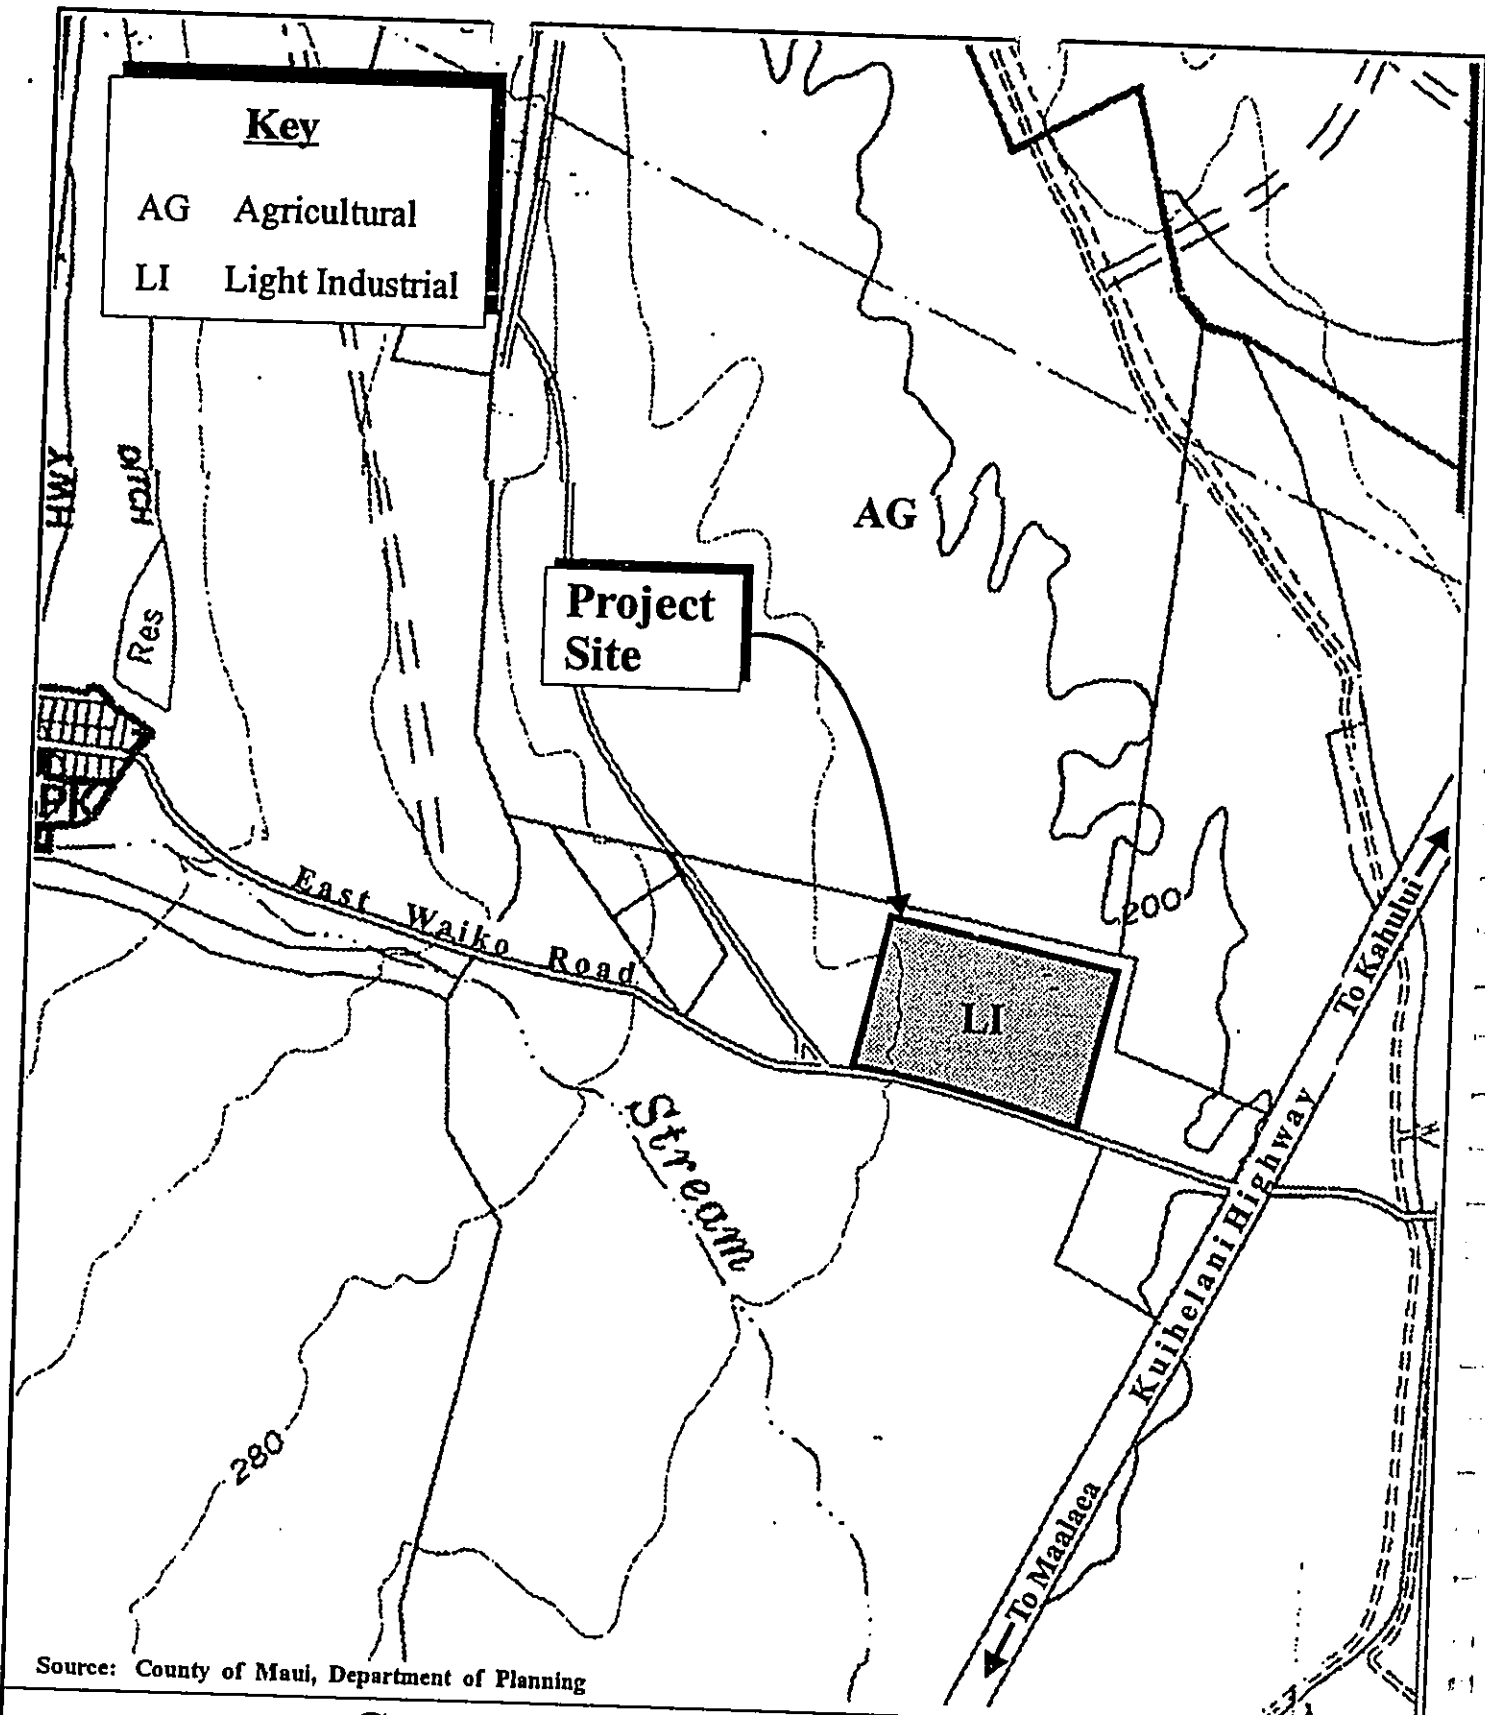 Key
AG Agricultural
LI Light Industrial
HWY
DITCH
Res
AG
Project
Site
PK
East Waiko Road
200
LI
To Kahului
Stream
Kuihelani Highway
280
To Maalaea
Source: County of Maui, Department of Planning